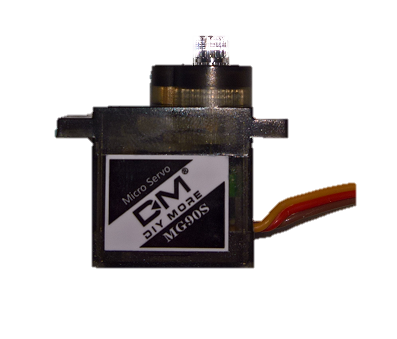 Micro Servo
DM®
DIY MORE
MG90S